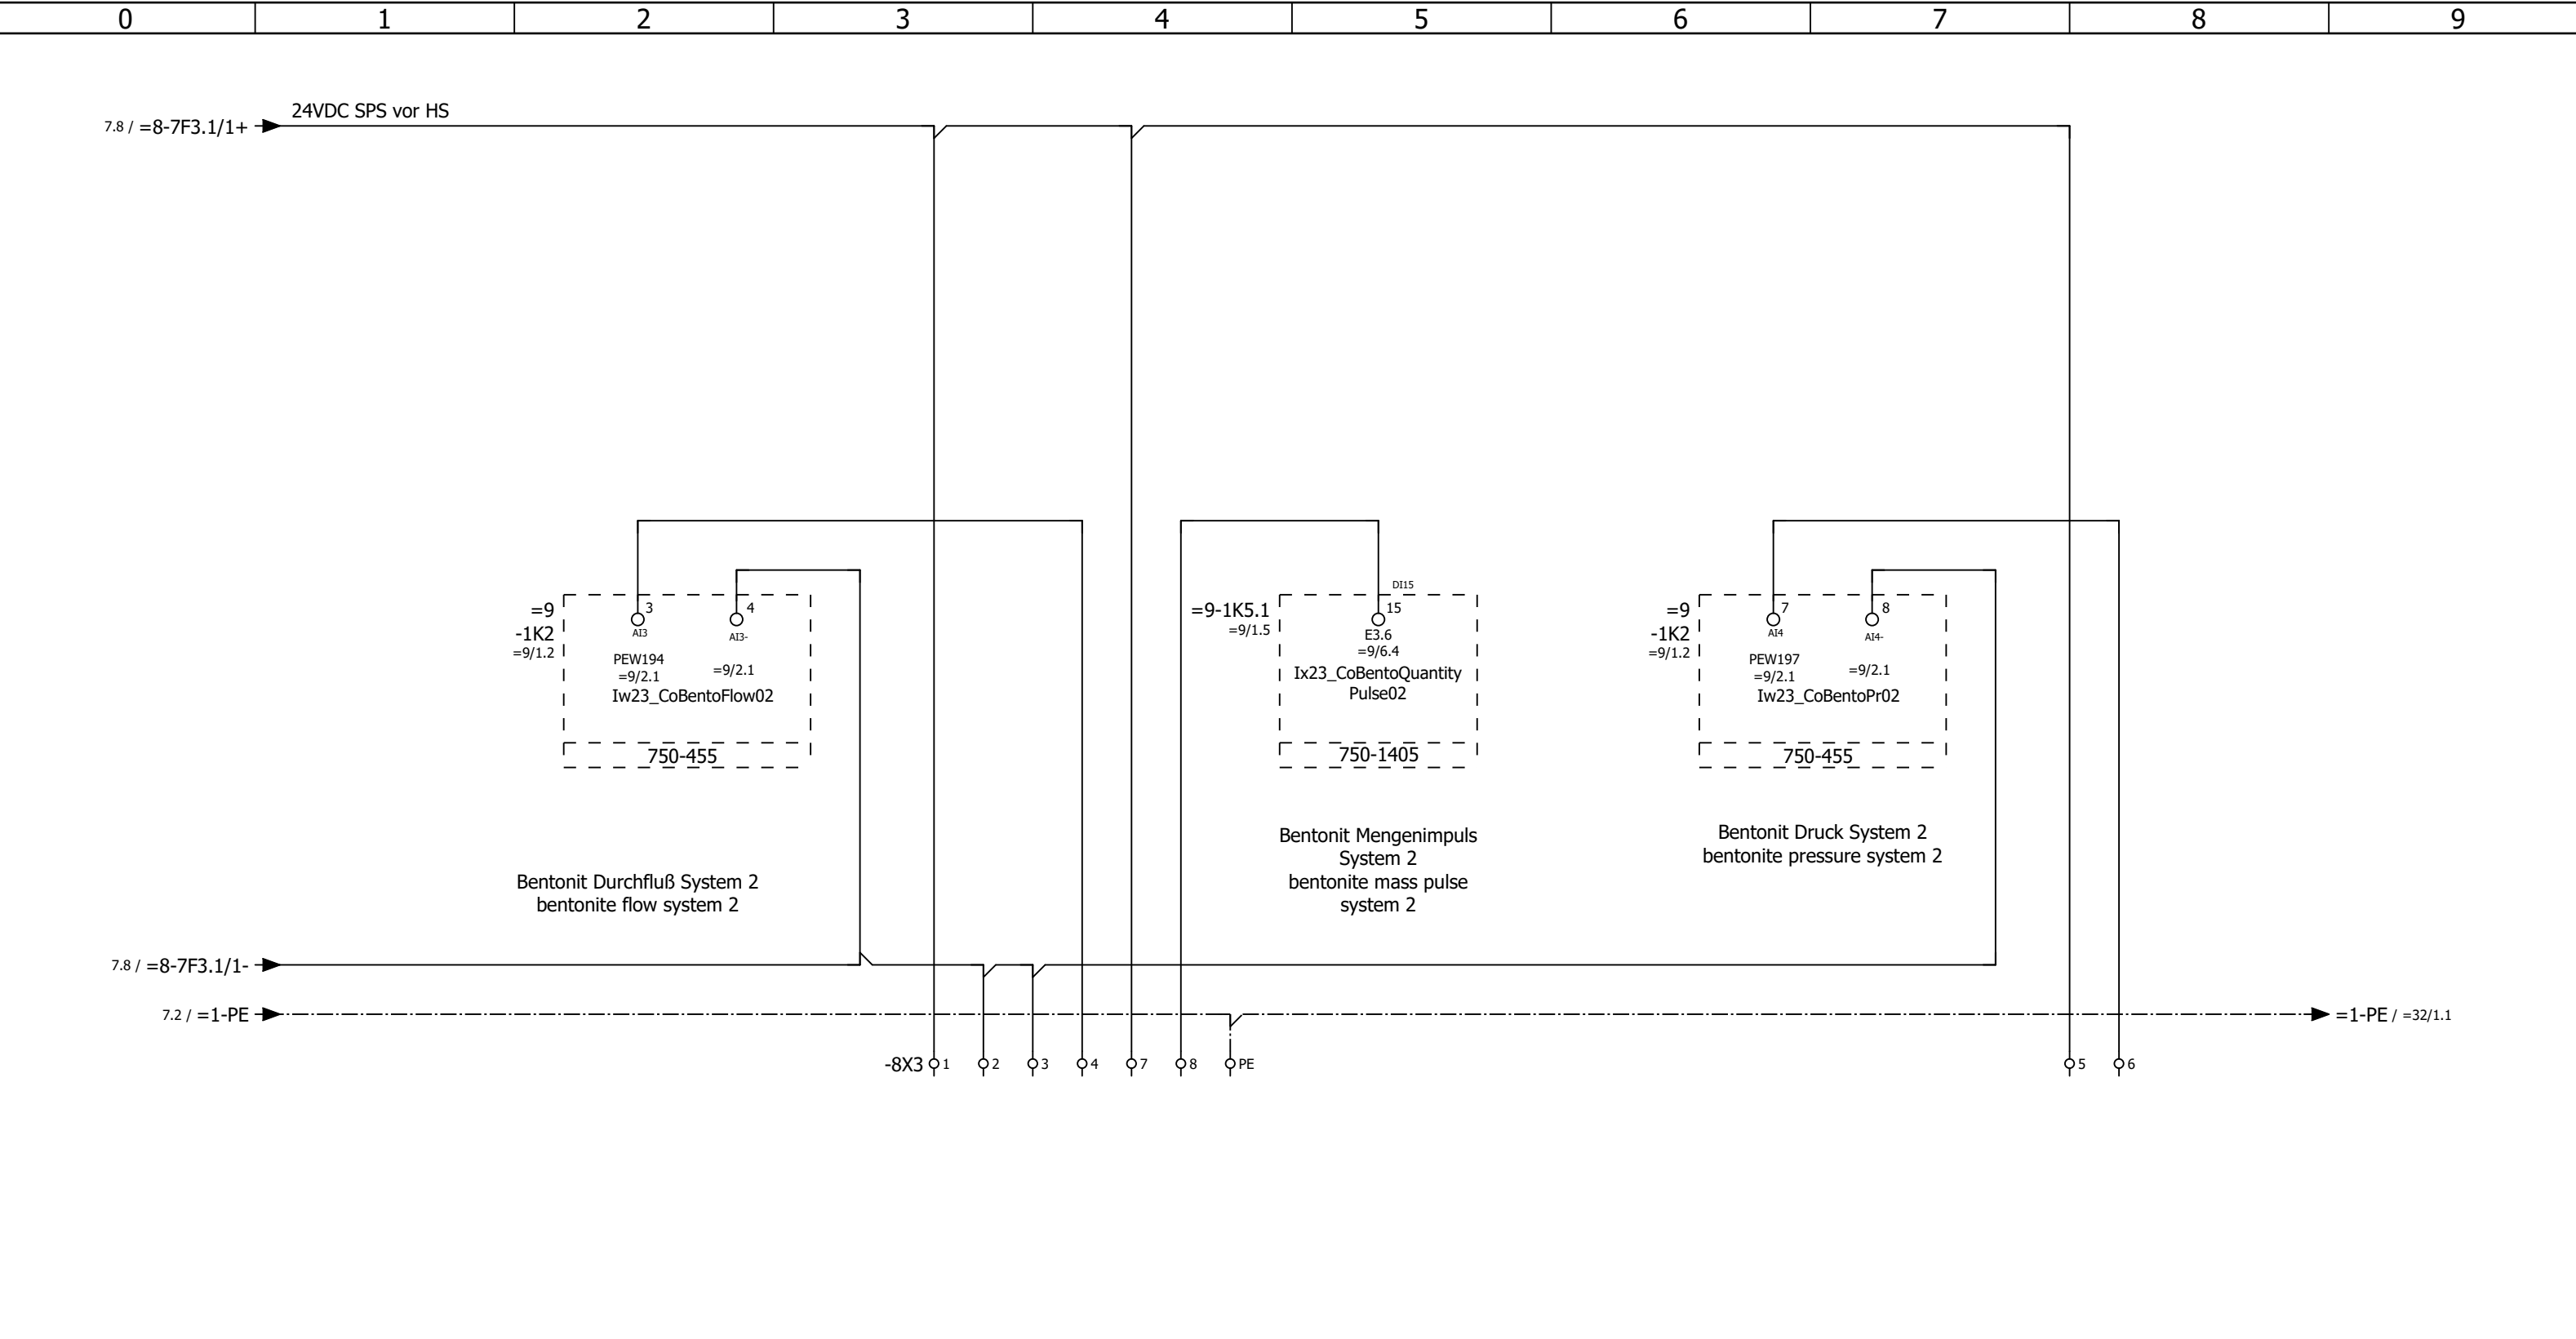 0 1 2 3 4 5 6 7 8 9
24VDC SPS vor HS
7.8 / =8-7F3.1/1+
DI15
=9 3 4
-1K2 AI3 AI3-
=9/1.2
PEW194
=9/2.1 =9/2.1
Iw23_CoBentoFlow02
750-455
=9-1K5.1 15
=9/1.5 E3.6
=9/6.4
Ix23_CoBentoQuantity
Pulse02
750-1405
=9 7 8
-1K2 AI4 AI4-
=9/1.2
PEW197
=9/2.1 =9/2.1
Iw23_CoBentoPr02
750-455
Bentonit Durchfluß System 2
bentonite flow system 2
Bentonit Mengenimpuls
System 2
bentonite mass pulse
system 2
Bentonit Druck System 2
bentonite pressure system 2
7.8 / =8-7F3.1/1-
7.2 / =1-PE
=1-PE / =32/1.1
-8X3 1 2 3 4 7 8 PE 5 6